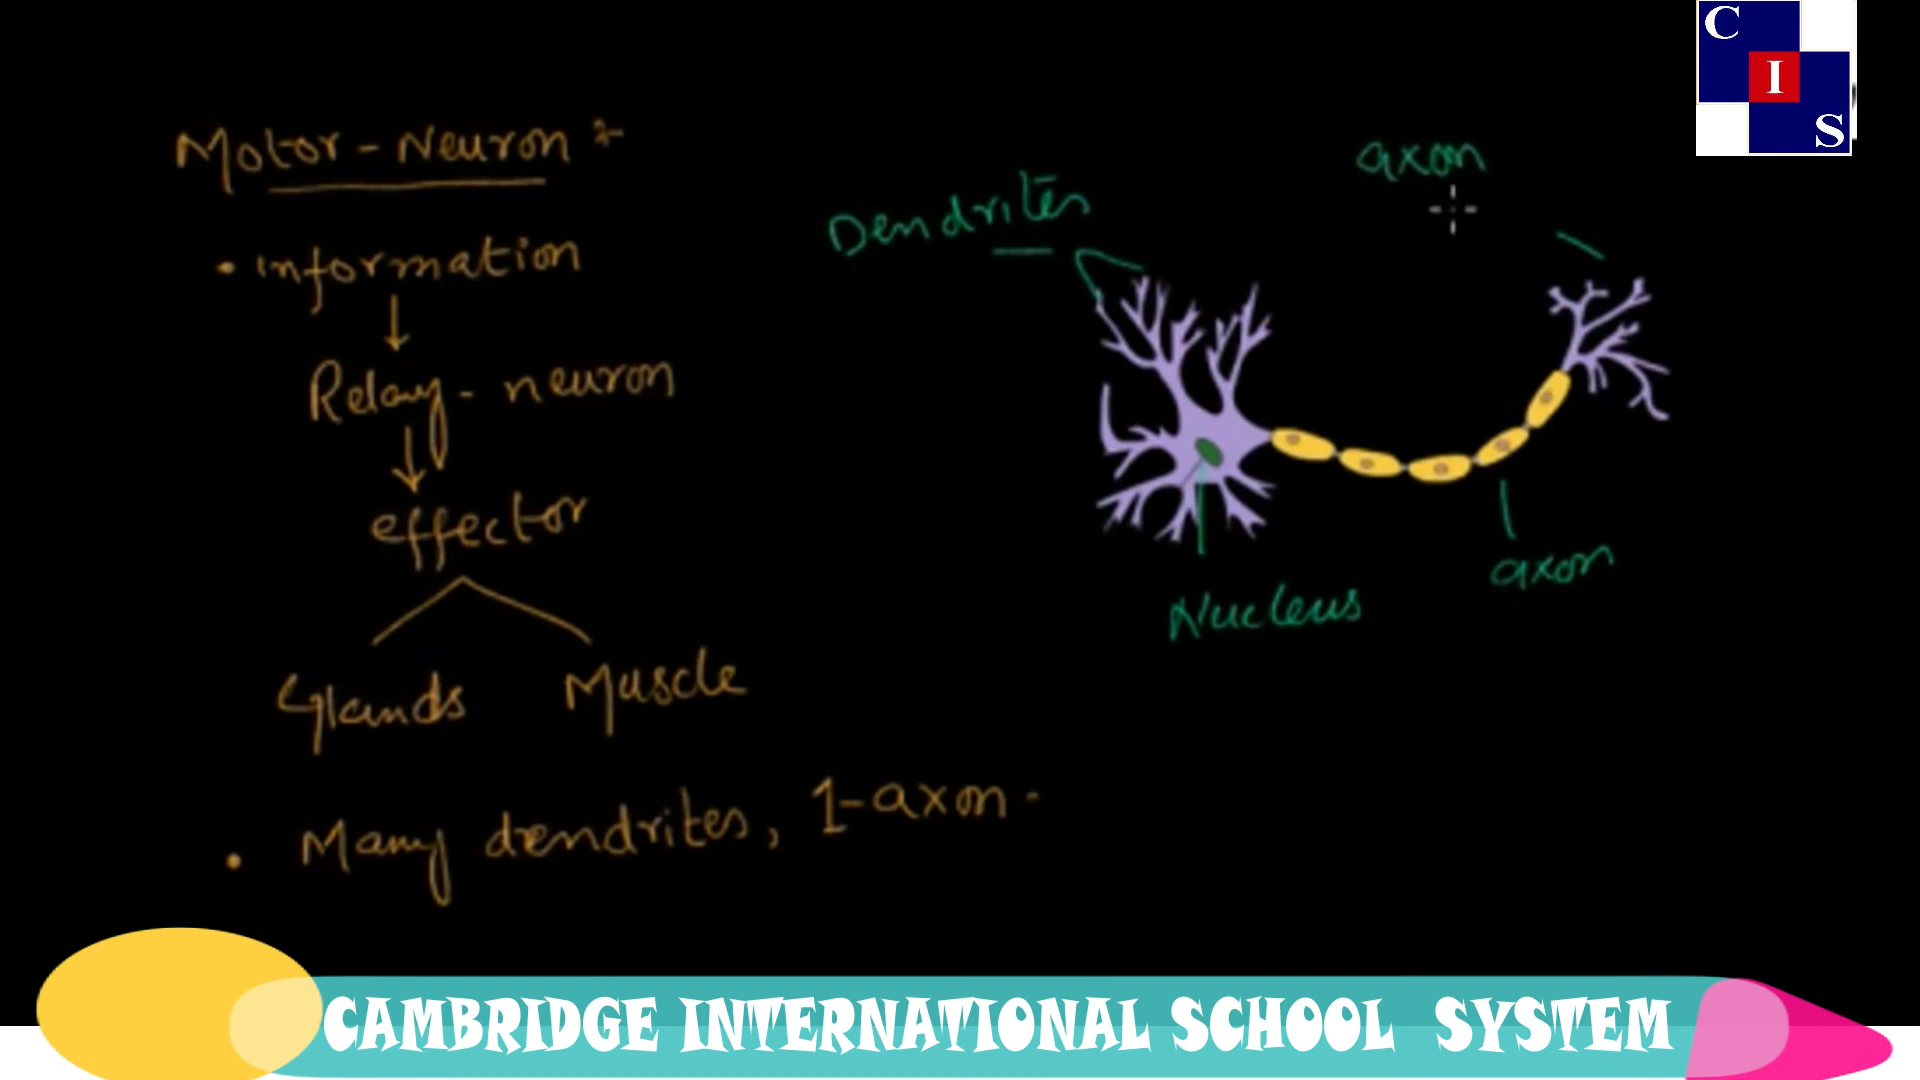 C
I
S
Motor-Neuron:-
• Information
Relay-neuron
effector
Glands Muscle
• Many dendrites, 1-axon.
Dendrites
axon
Nucleus
axon
CAMBRIDGE INTERNATIONAL SCHOOL SYSTEM